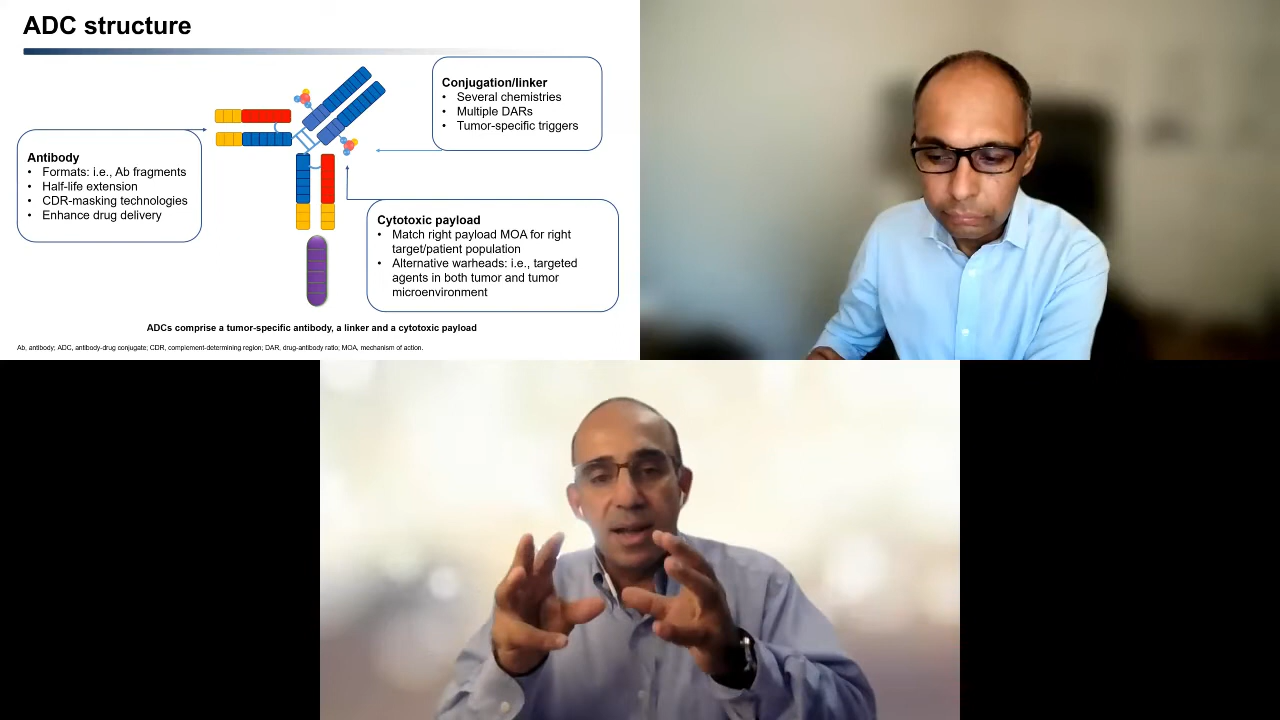 ADC structure
Antibody
• Formats: i.e., Ab fragments
• Half-life extension
• CDR-masking technologies
• Enhance drug delivery
Conjugation/linker
• Several chemistries
• Multiple DARs
• Tumor-specific triggers
Cytotoxic payload
• Match right payload MOA for right
target/patient population
• Alternative warheads: i.e., targeted
agents in both tumor and tumor
microenvironment
ADCs comprise a tumor-specific antibody, a linker and a cytotoxic payload
Ab, antibody; ADC, antibody-drug conjugate; CDR, complement-determining region; DAR, drug-antibody ratio; MOA, mechanism of action.